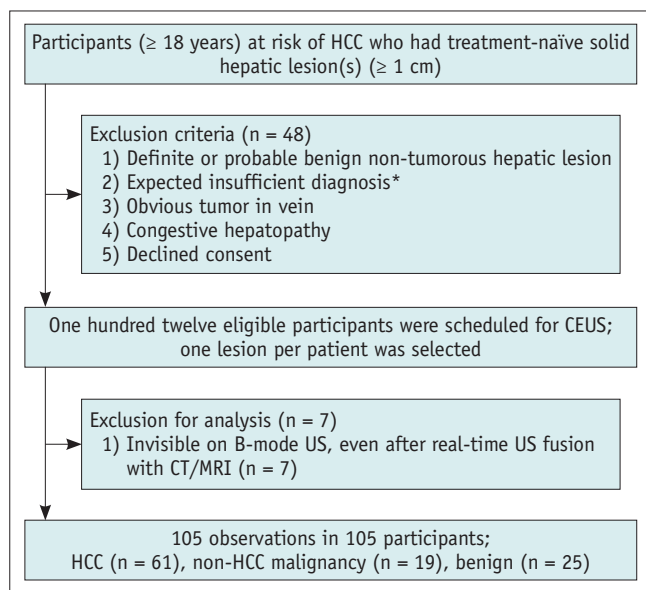 Participants (≥ 18 years) at risk of HCC who had treatment-naïve solid
hepatic lesion(s) (≥ 1 cm)
Exclusion criteria (n = 48)
1) Definite or probable benign non-tumorous hepatic lesion
2) Expected insufficient diagnosis*
3) Obvious tumor in vein
4) Congestive hepatopathy
5) Declined consent
One hundred twelve eligible participants were scheduled for CEUS;
one lesion per patient was selected
Exclusion for analysis (n = 7)
1) Invisible on B-mode US, even after real-time US fusion
with CT/MRI (n = 7)
105 observations in 105 participants;
HCC (n = 61), non-HCC malignancy (n = 19), benign (n = 25)